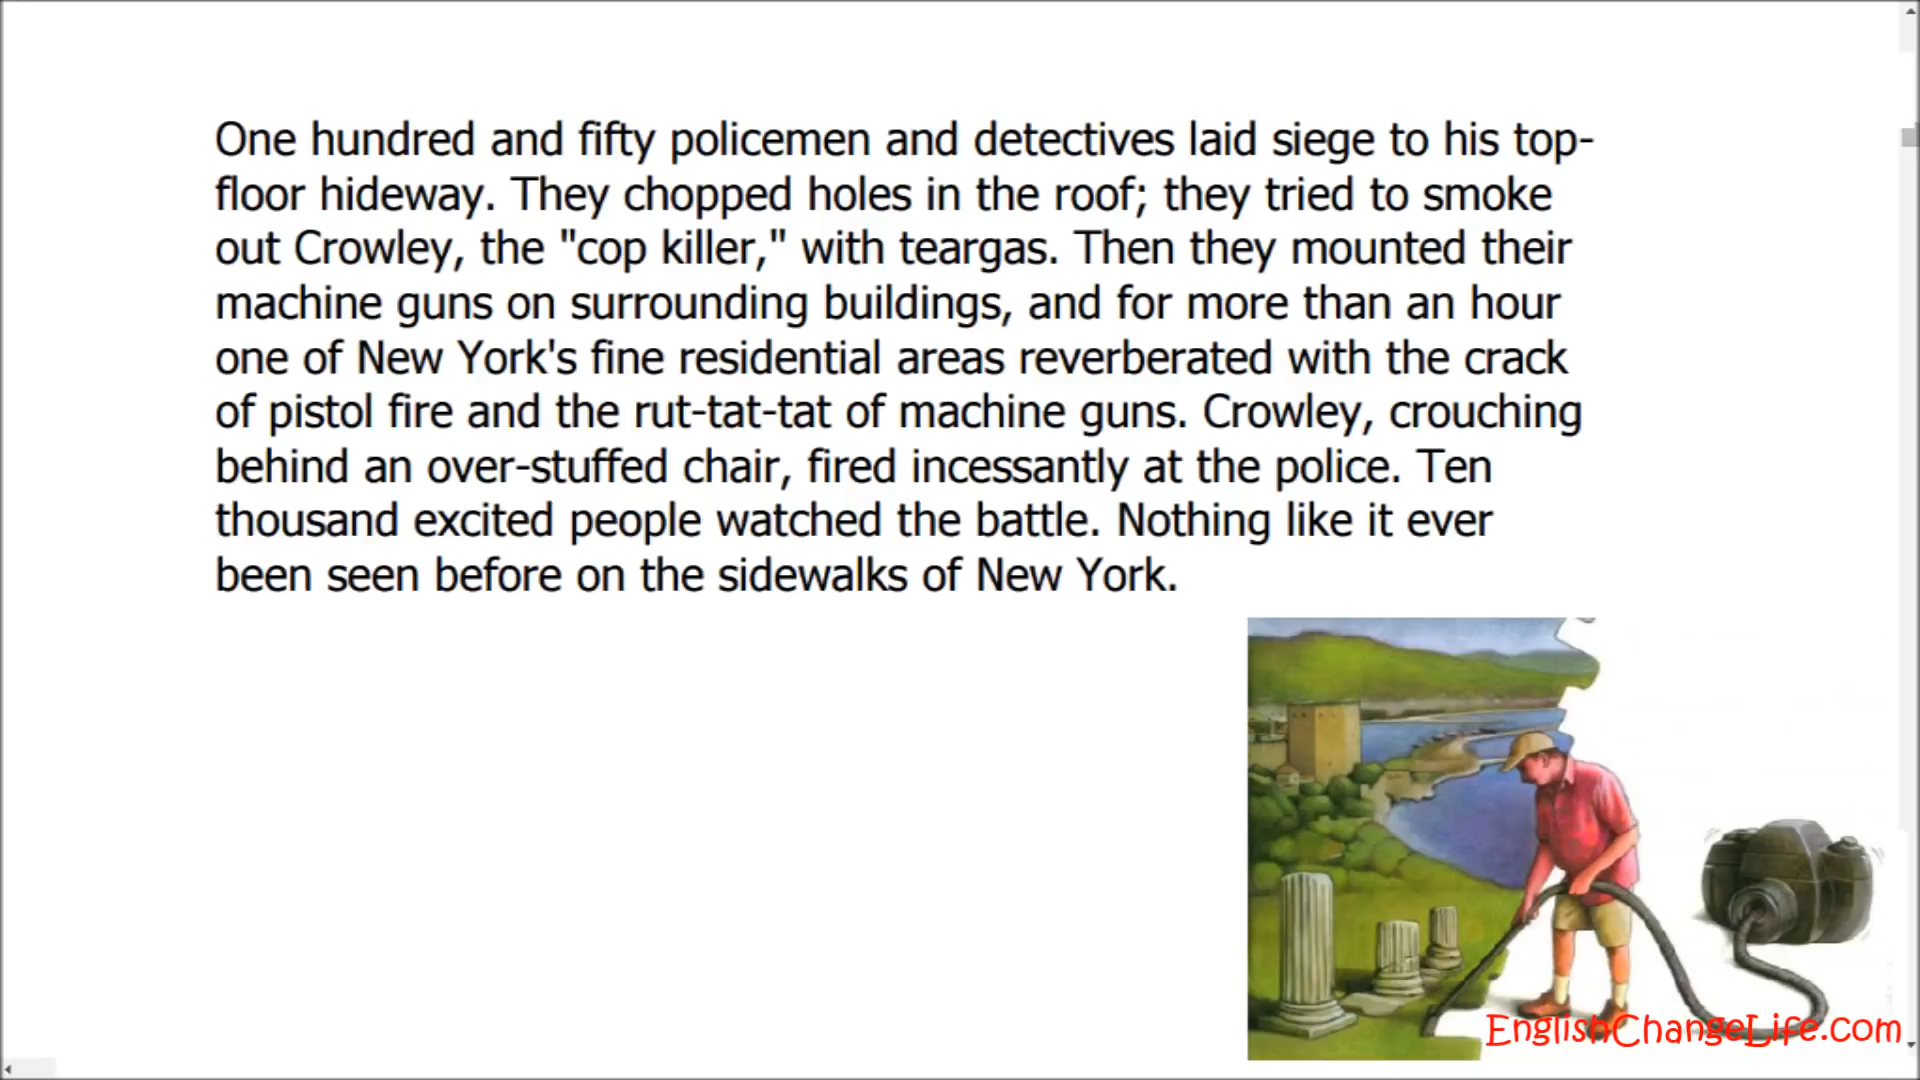 One hundred and fifty policemen and detectives laid siege to his top-
floor hideway. They chopped holes in the roof; they tried to smoke
out Crowley, the "cop killer," with teargas. Then they mounted their
machine guns on surrounding buildings, and for more than an hour
one of New York's fine residential areas reverberated with the crack
of pistol fire and the rut-tat-tat of machine guns. Crowley, crouching
behind an over-stuffed chair, fired incessantly at the police. Ten
thousand excited people watched the battle. Nothing like it ever
been seen before on the sidewalks of New York.
EnglishChangeLife.com